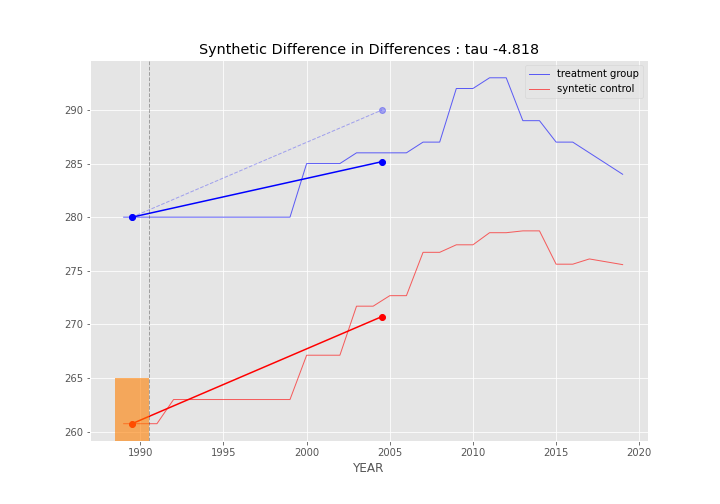 Synthetic Difference in Differences : tau -4.818
treatment group
syntetic control
290
285
280
275
270
265
260
1990 1995 2000 2005 2010 2015 2020
YEAR